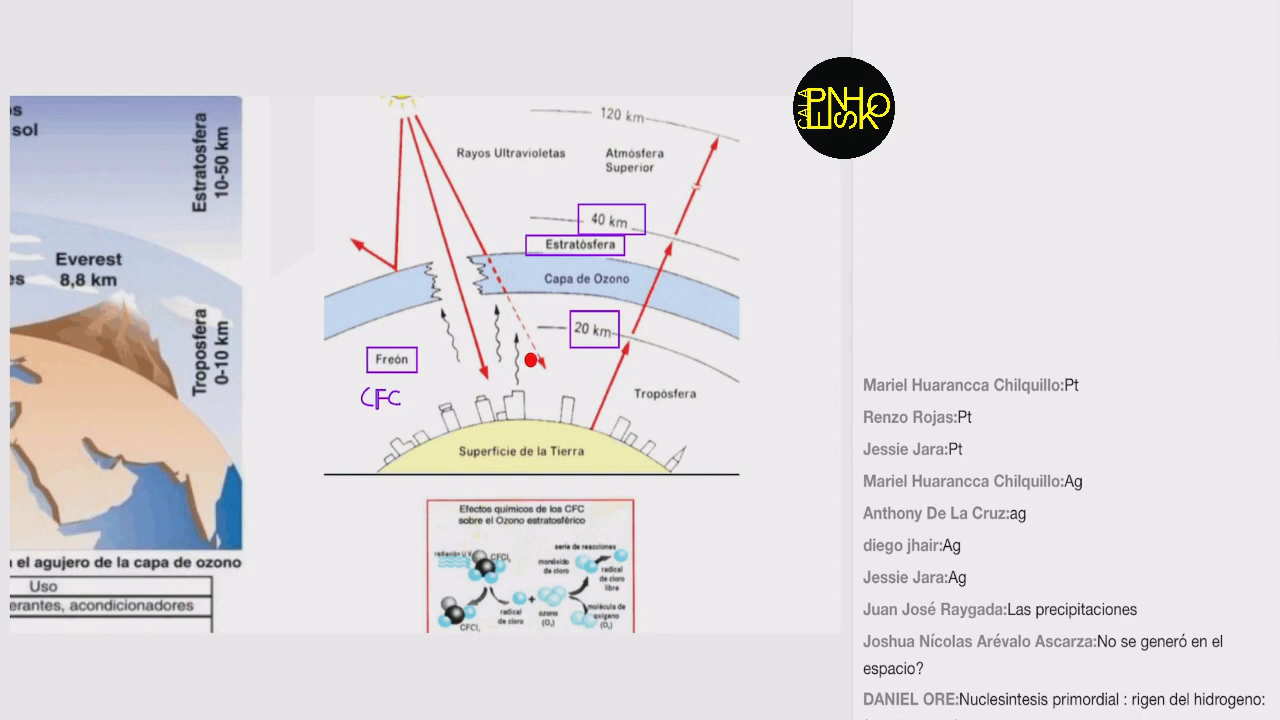 os
sol
Estratosfera
10-50 km
Everest
8,8 km
es
Troposfera
0-10 km
el agujero de la capa de ozono
Uso
erantes, acondicionadores
120 km
Rayos Ultravioletas
Atmósfera
Superior
40 km
Estratósfera
Capa de Ozono
20 km
Freón
CFC
Tropósfera
Superficie de la Tierra
Efectos químicos de los CFC
sobre el Ozono estratosférico
radiación U.V.
CFCl₃
serie de reacciones
monóxido
de cloro
radical
de cloro
libre
radical
de cloro
+
ozono
(O₃)
molécula de
oxígeno
(O₂)
Mariel Huarancca Chilquillo:Pt
Renzo Rojas:Pt
Jessie Jara:Pt
Mariel Huarancca Chilquillo:Ag
Anthony De La Cruz:ag
diego jhair:Ag
Jessie Jara:Ag
Juan José Raygada:Las precipitaciones
Joshua Nícolas Arévalo Ascarza:No se generó en el
espacio?
DANIEL ORE:Nuclesintesis primordial : rigen del hidrogeno: